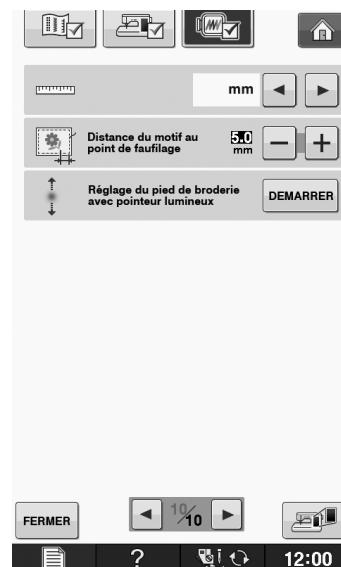 mm
Distance du motif au
point de faufilage
5.0
mm
Réglage du pied de broderie
avec pointeur lumineux
DEMARRER
FERMER
10/10
12:00